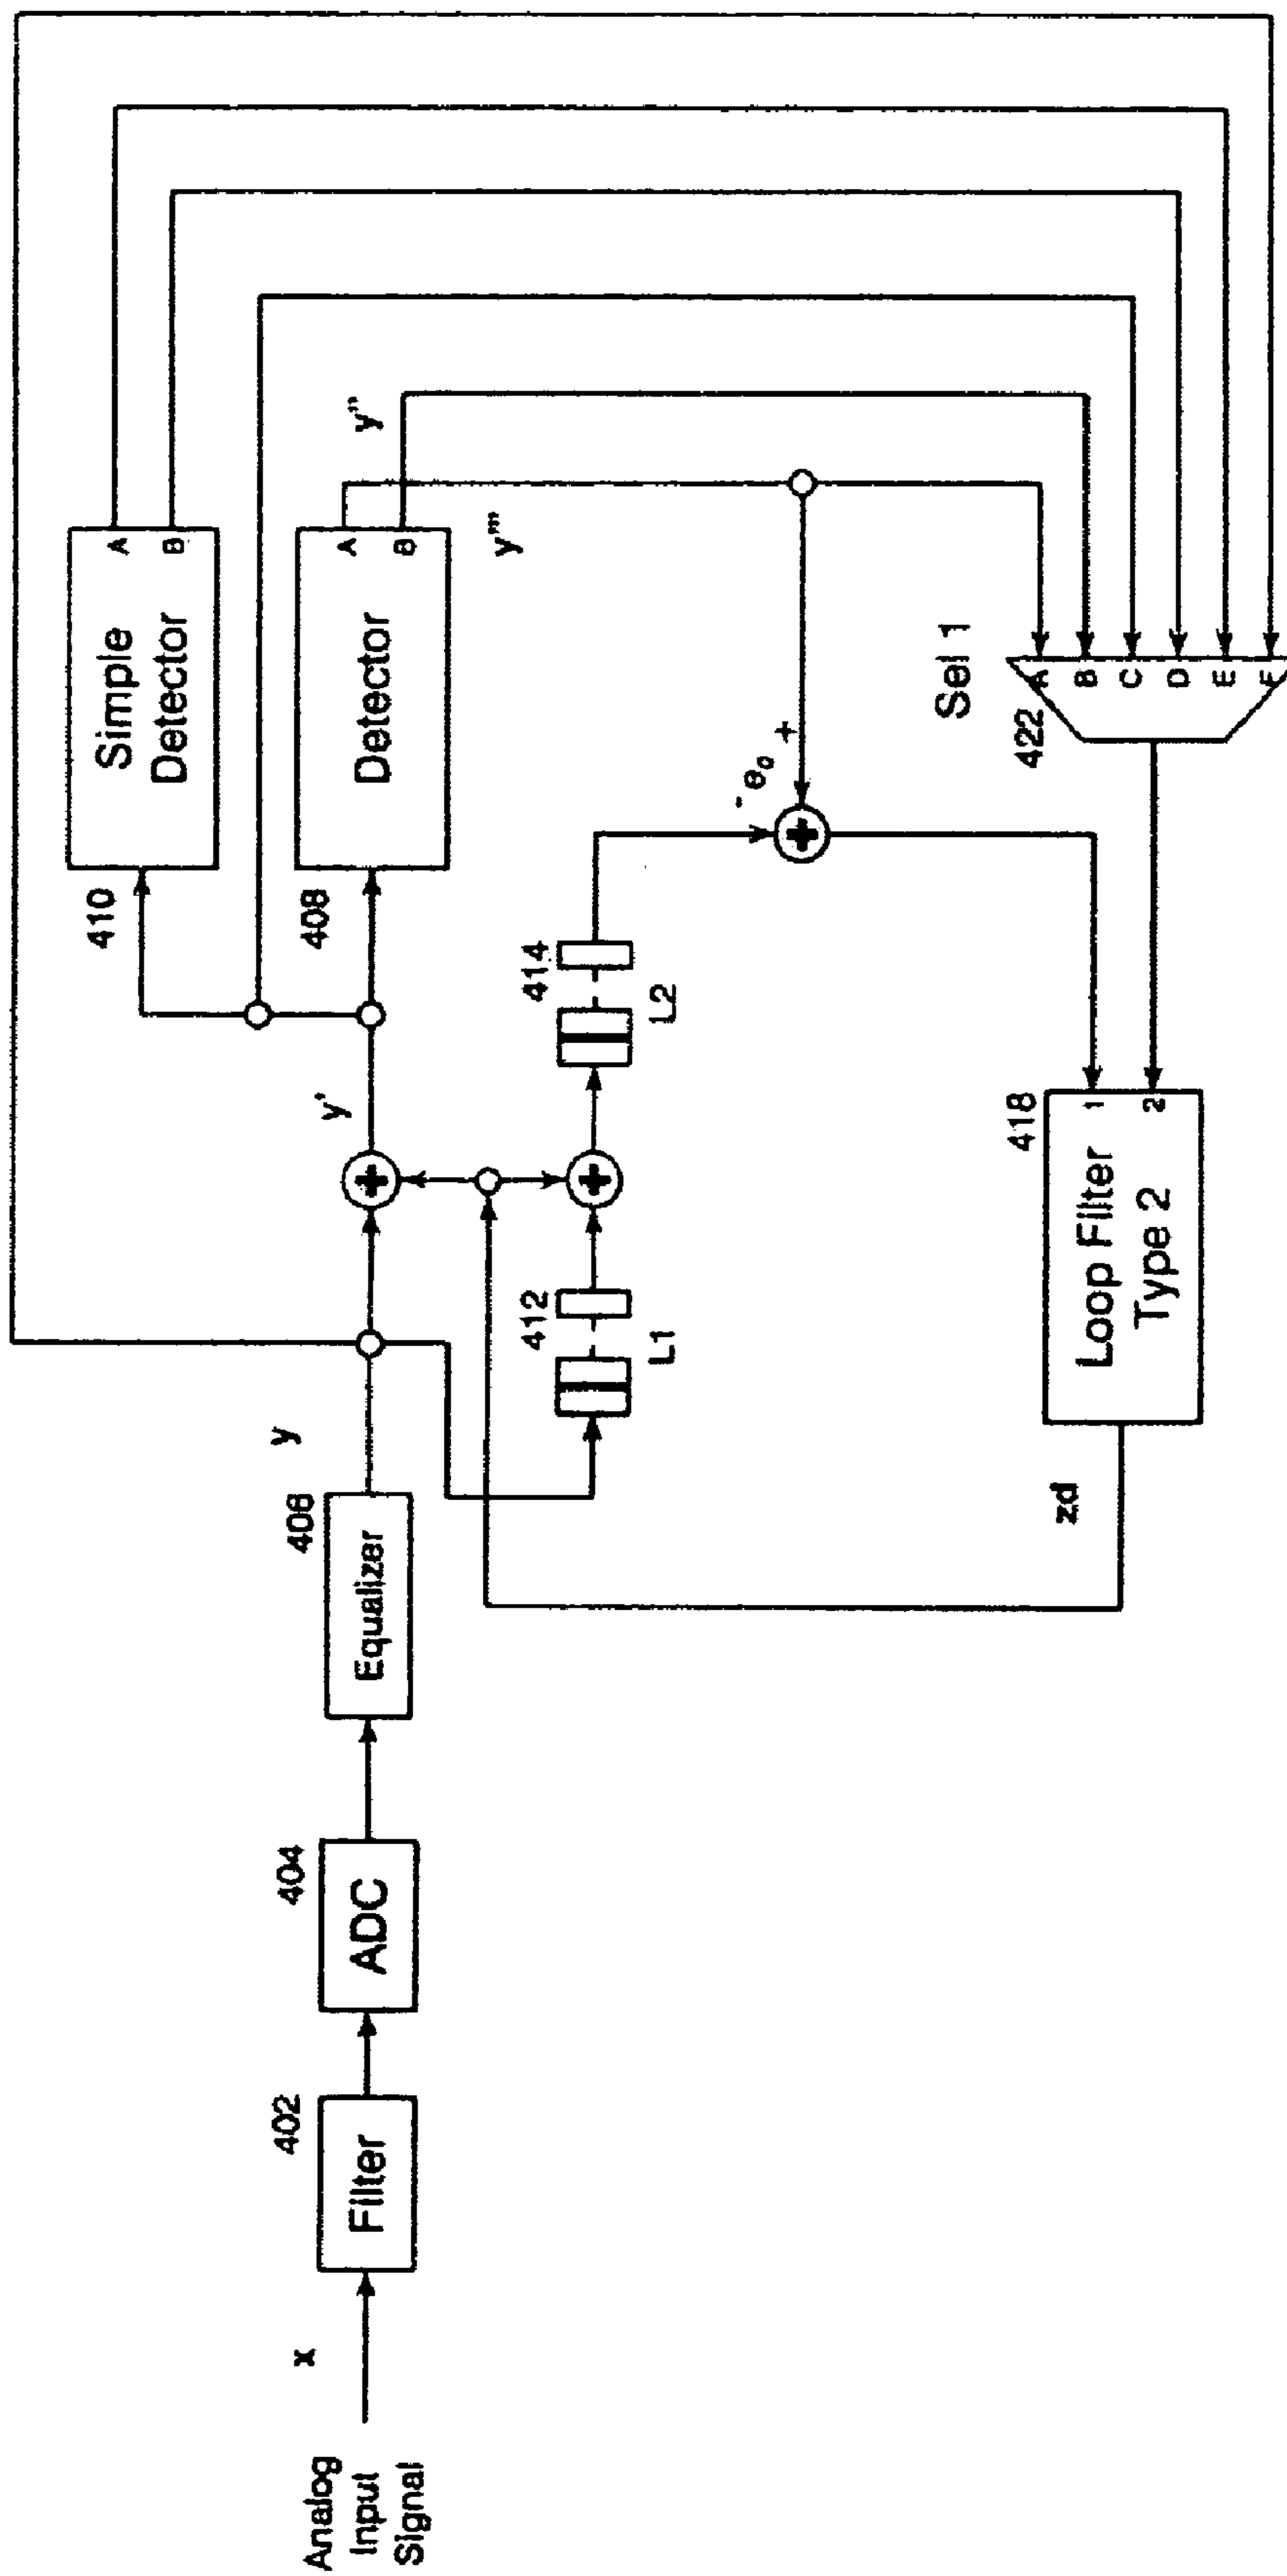 Analog
Input
Signal
x
402
Filter
404
ADC
406
Equalizer
y
y'
410
Simple
Detector
A
B
408
Detector
A
B
y''
y'''
412
L1
414
L2
- e₀
+
Sel 1
422
A
B
C
D
E
F
418
Loop Filter
Type 2
1
2
zd